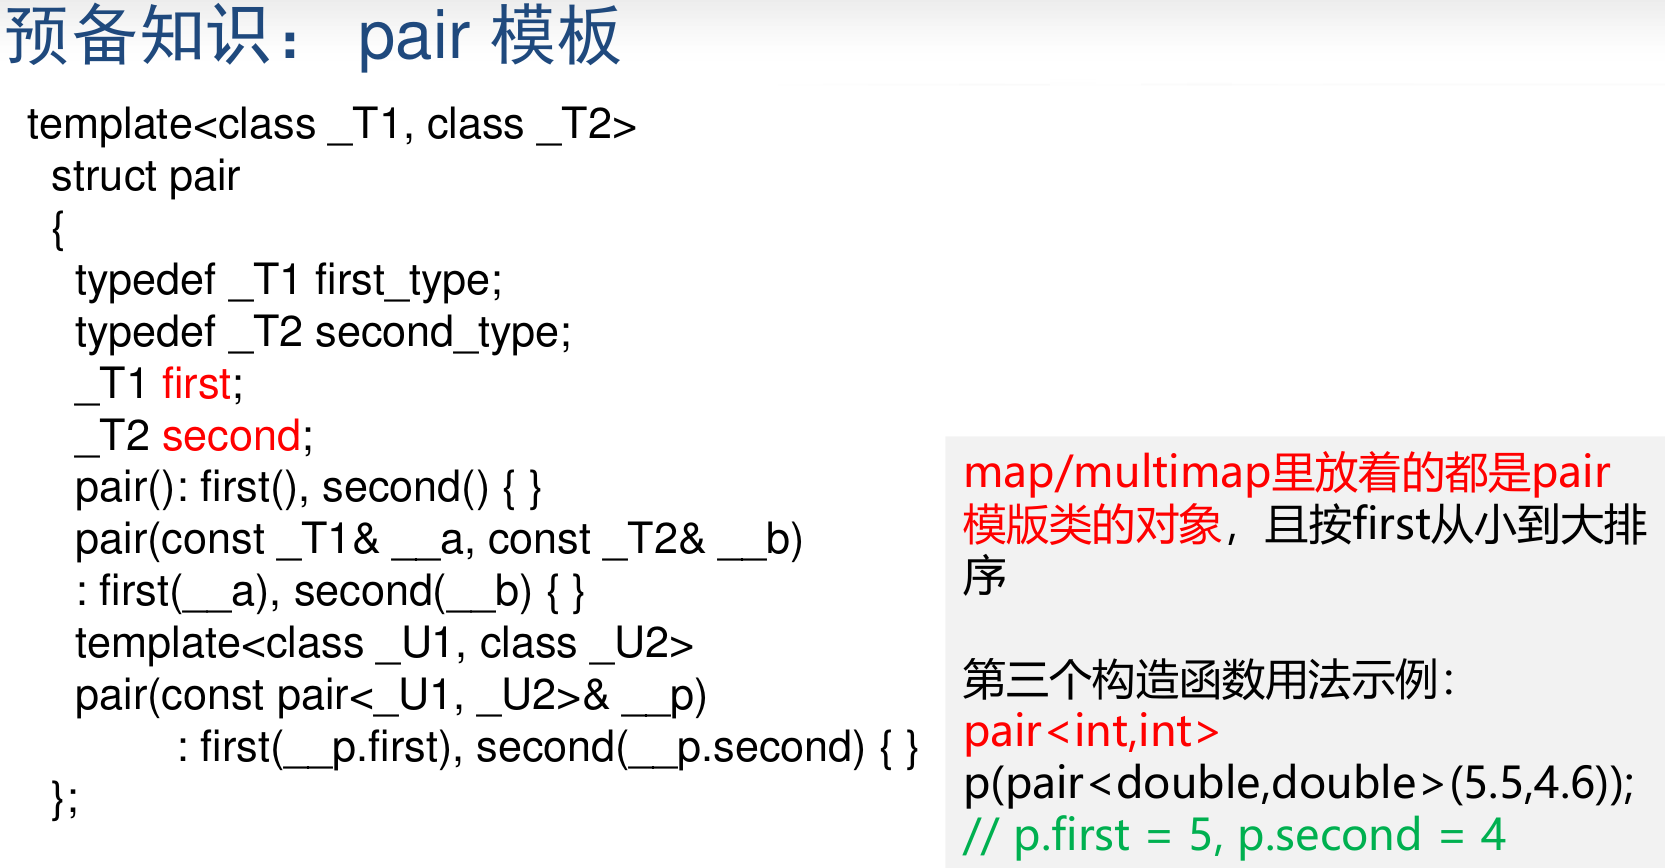 预备知识： pair 模板
template<class _T1, class _T2>
struct pair
{
typedef _T1 first_type;
typedef _T2 second_type;
_T1 first;
_T2 second;
pair(): first(), second() { }
pair(const _T1& __a, const _T2& __b)
: first(__a), second(__b) { }
template<class _U1, class _U2>
pair(const pair<_U1, _U2>& __p)
: first(__p.first), second(__p.second) { }
};
map/multimap里放着的都是pair
模版类的对象，且按first从小到大排
序
第三个构造函数用法示例：
pair<int,int>
p(pair<double,double>(5.5,4.6));
// p.first = 5, p.second = 4